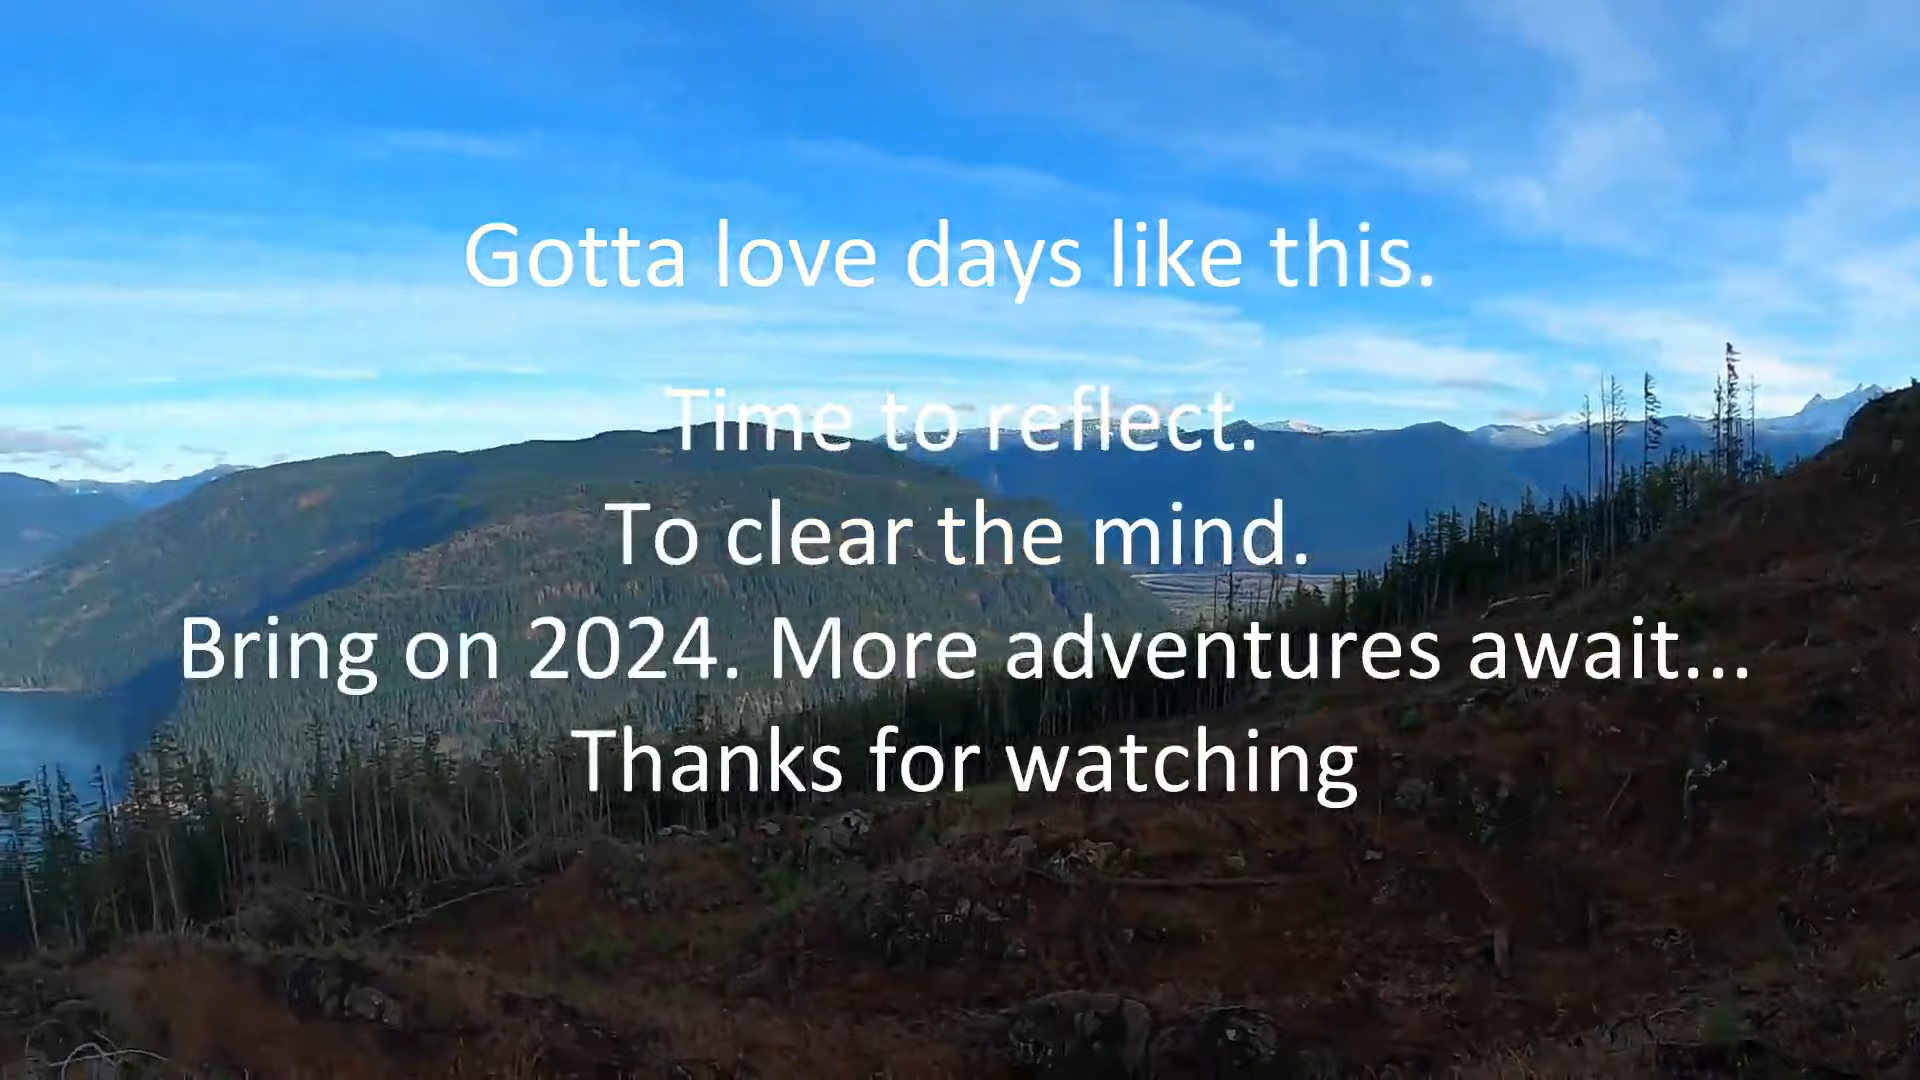 Gotta love days like this.
Time to reflect.
To clear the mind.
Bring on 2024. More adventures await...
Thanks for watching